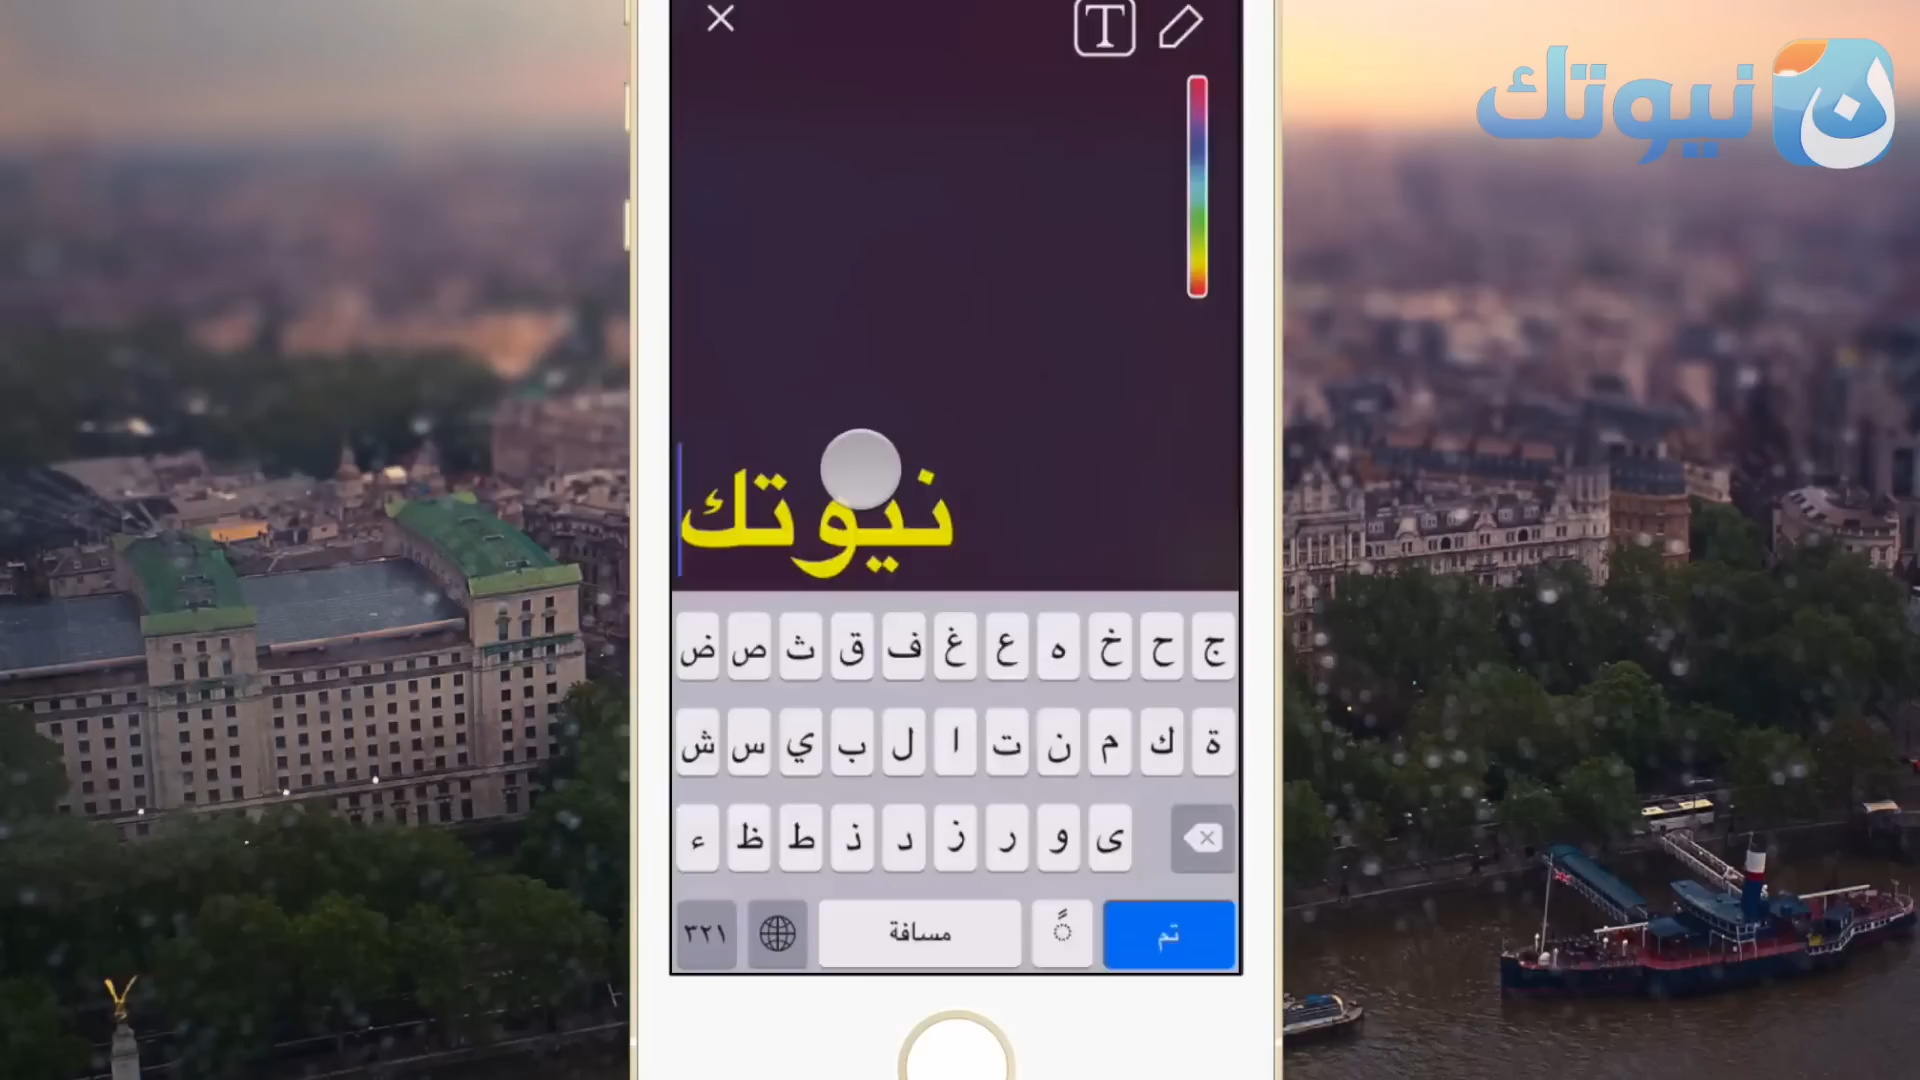 T
نيوتك
نيوتك
ض ص ث ق ف غ ع ه خ ح ج
ش س ي ب ل ا ت ن م ك ة
ء ظ ط ذ د ز ر و ى
٣٢١ مسافة تم